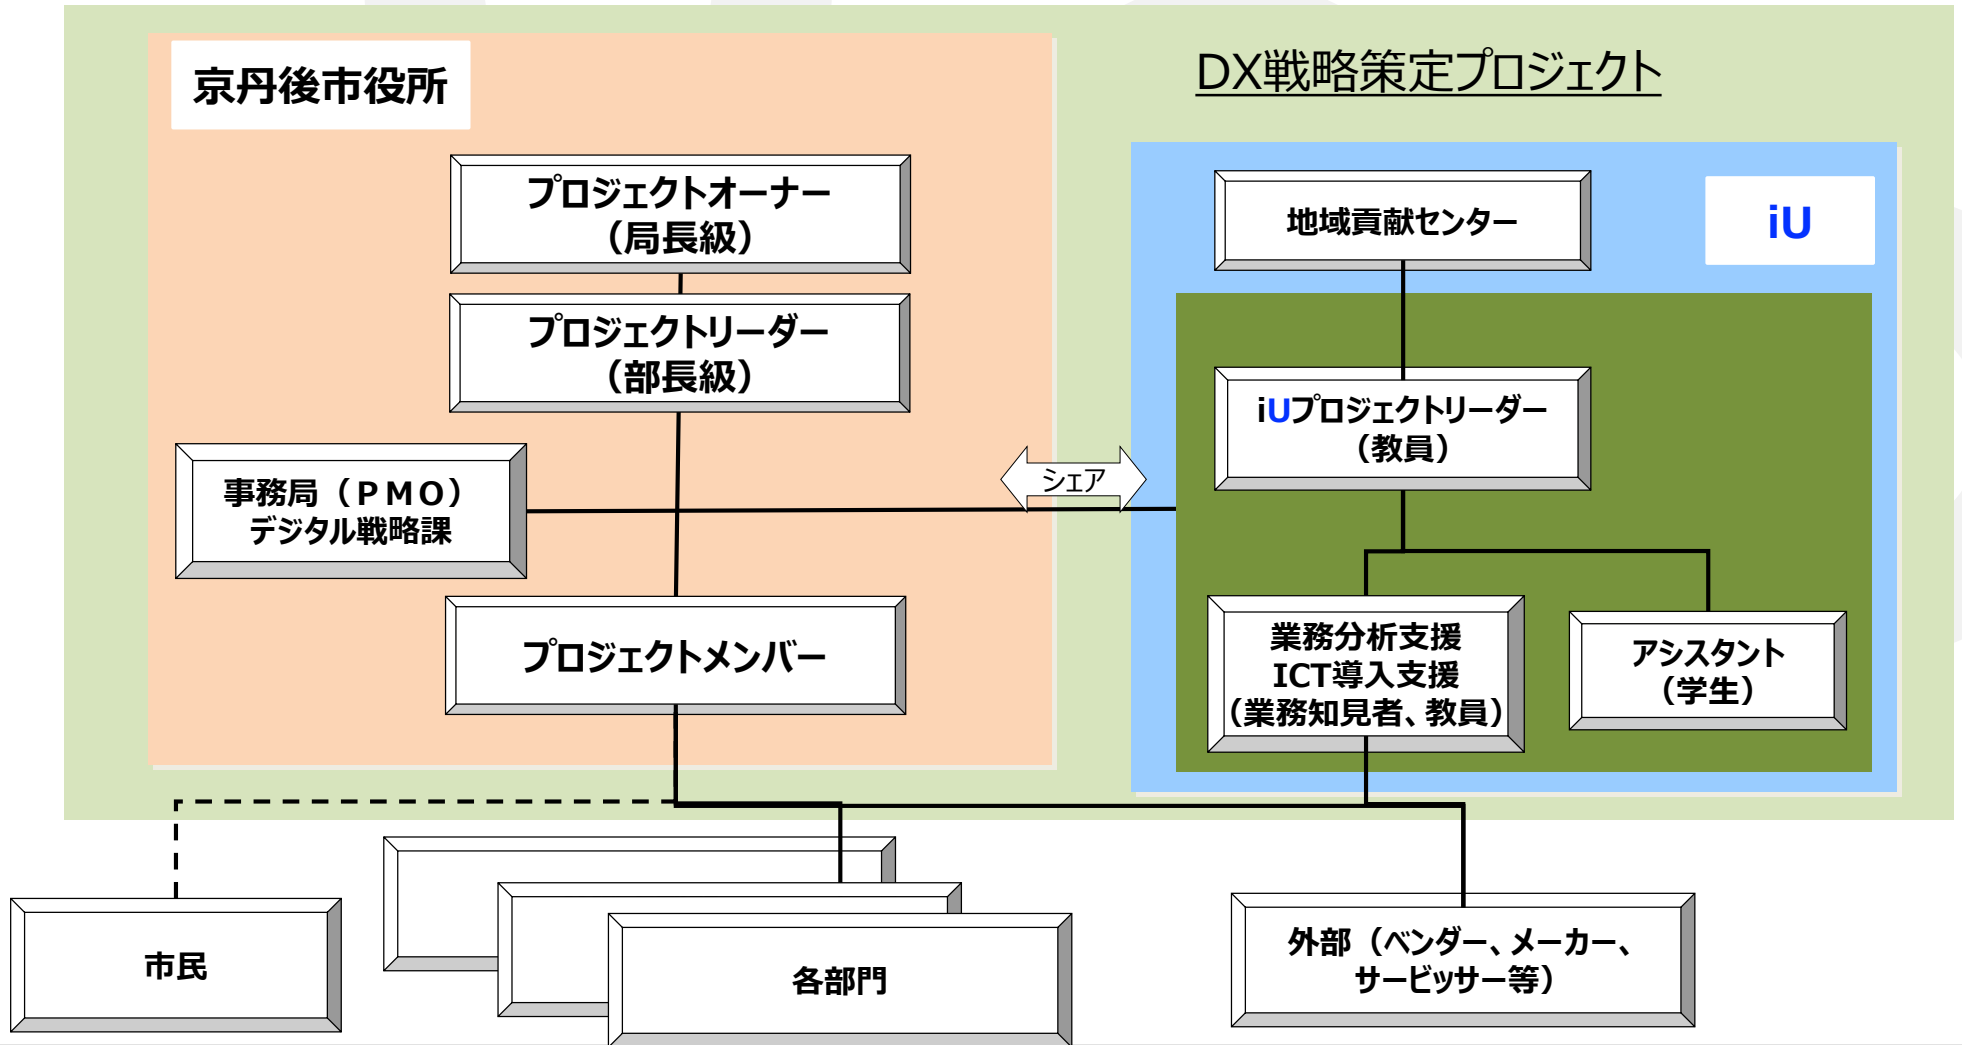 京丹後市役所
DX戦略策定プロジェクト
プロジェクトオーナー
（局長級）
プロジェクトリーダー
（部長級）
事務局（ＰＭＯ）
デジタル戦略課
プロジェクトメンバー
シェア
iU
地域貢献センター
iUプロジェクトリーダー
（教員）
業務分析支援
ICT導入支援
（業務知見者、教員）
アシスタント
（学生）
市民
各部門
外部（ベンダー、メーカー、
サービッサー等）